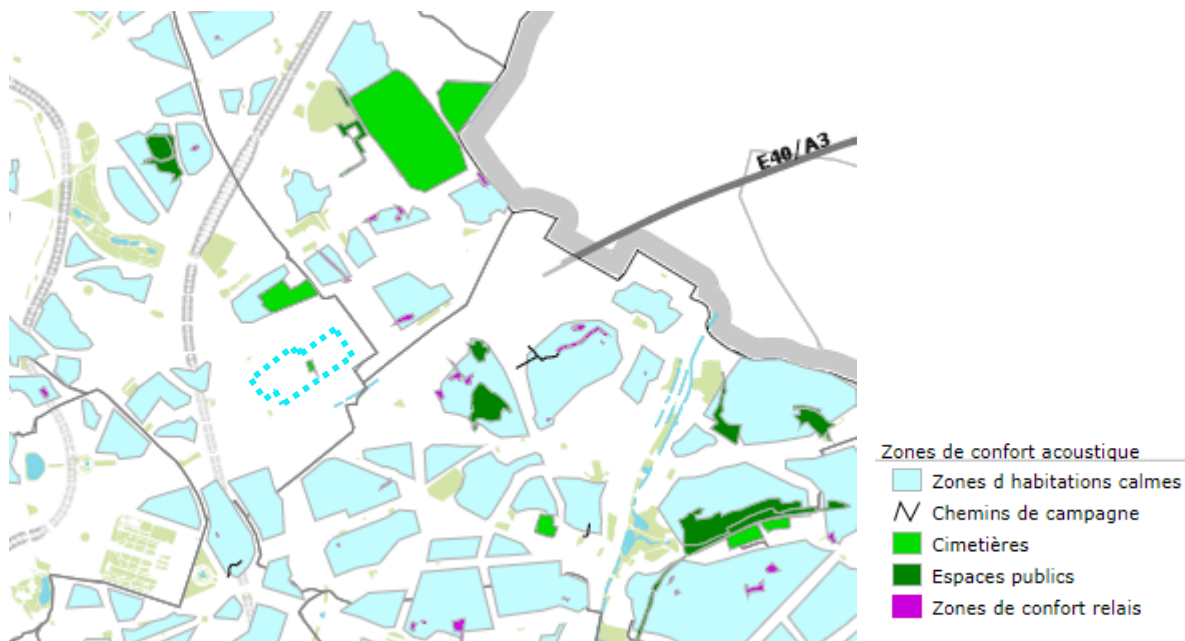 E40/A3
Zones de confort acoustique
Zones d habitations calmes
Chemins de campagne
Cimetières
Espaces publics
Zones de confort relais